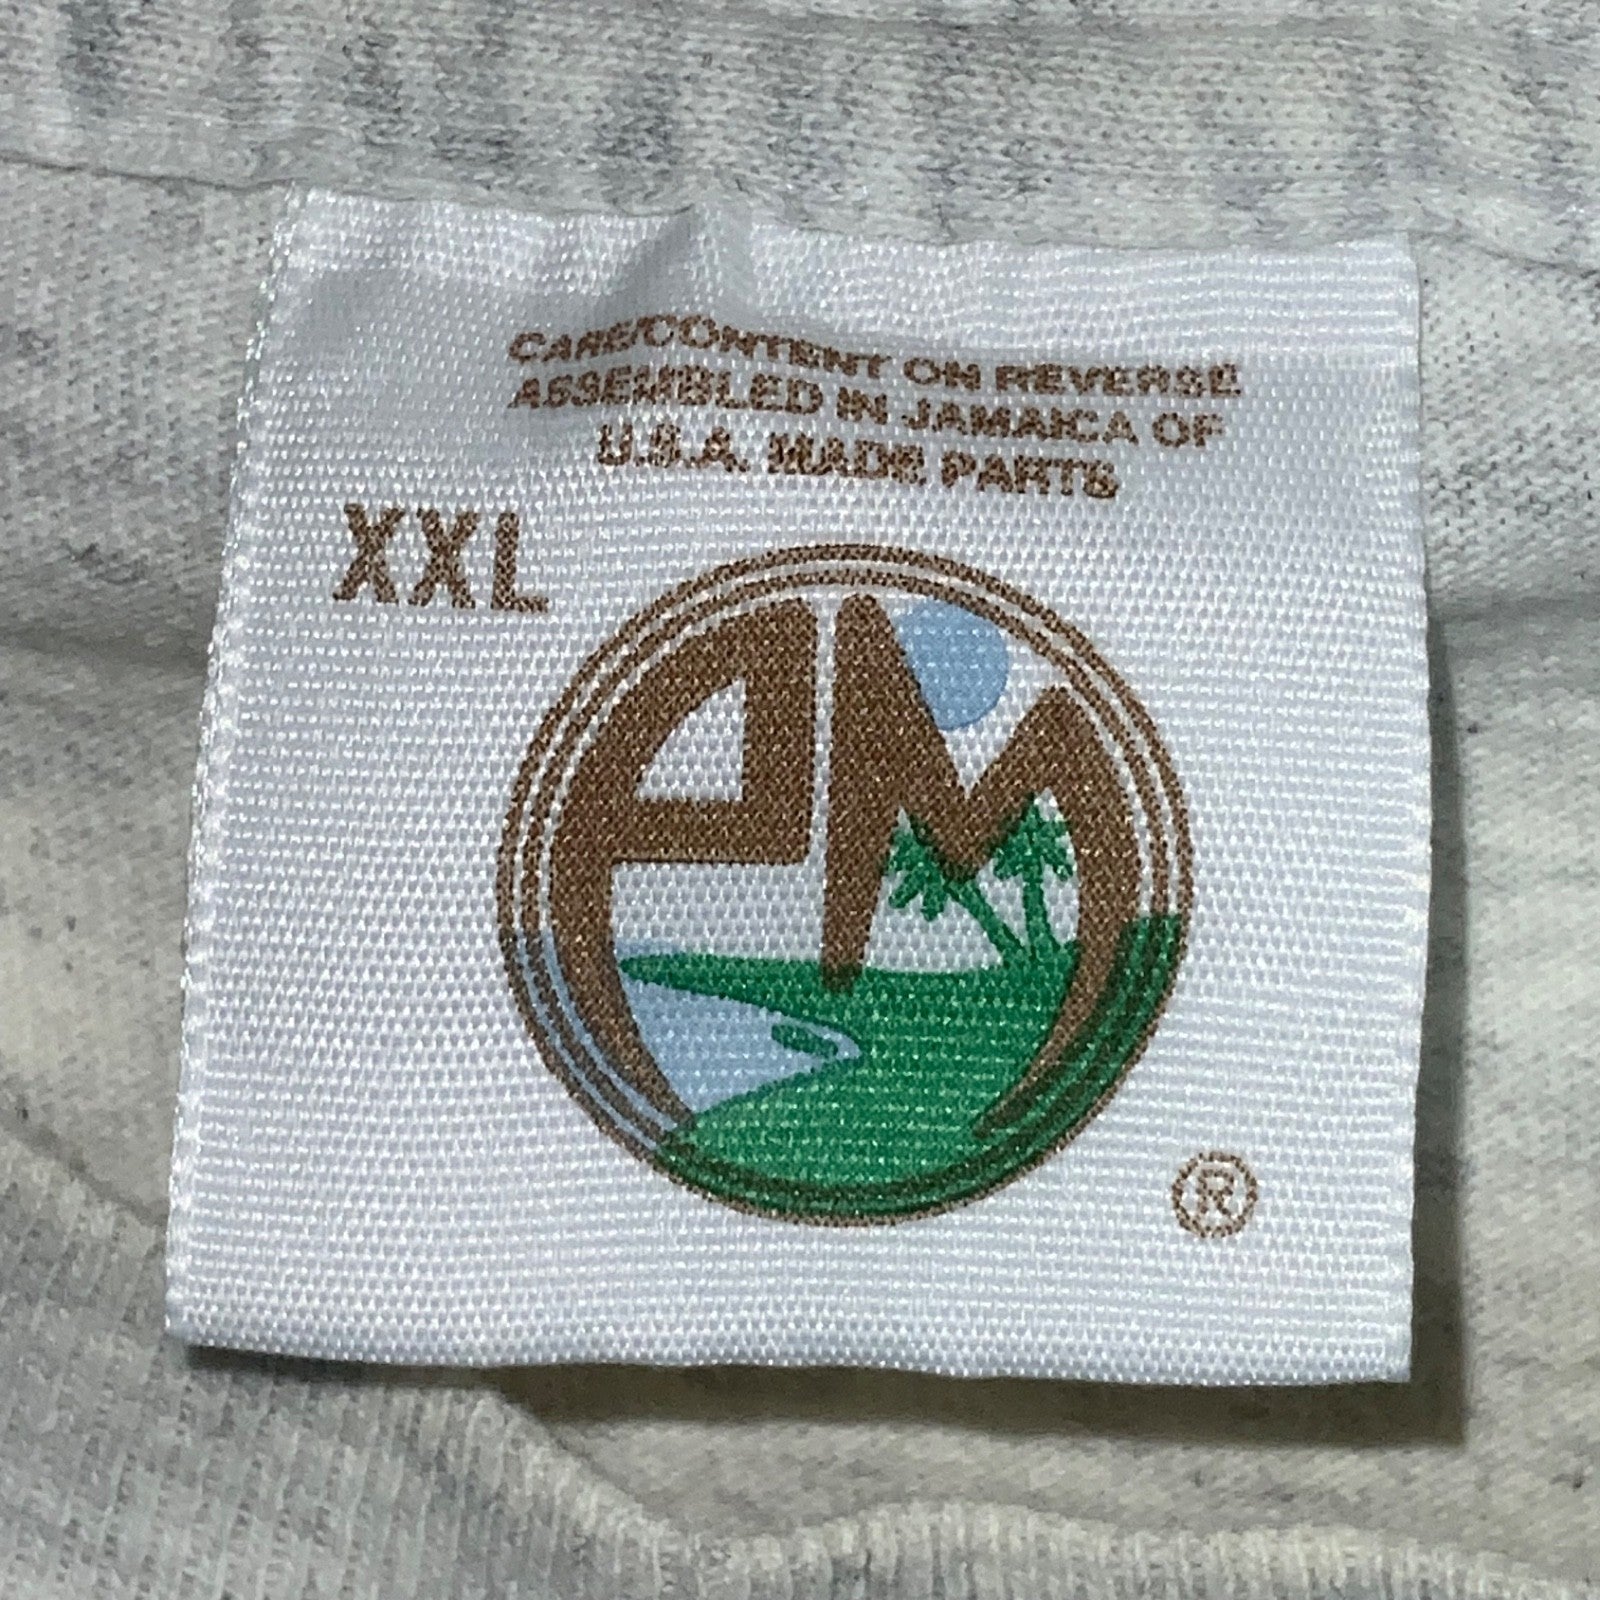 CARE/CONTENT ON REVERSE
ASSEMBLED IN JAMAICA OF
U.S.A. MADE PARTS
XXL
PM
®